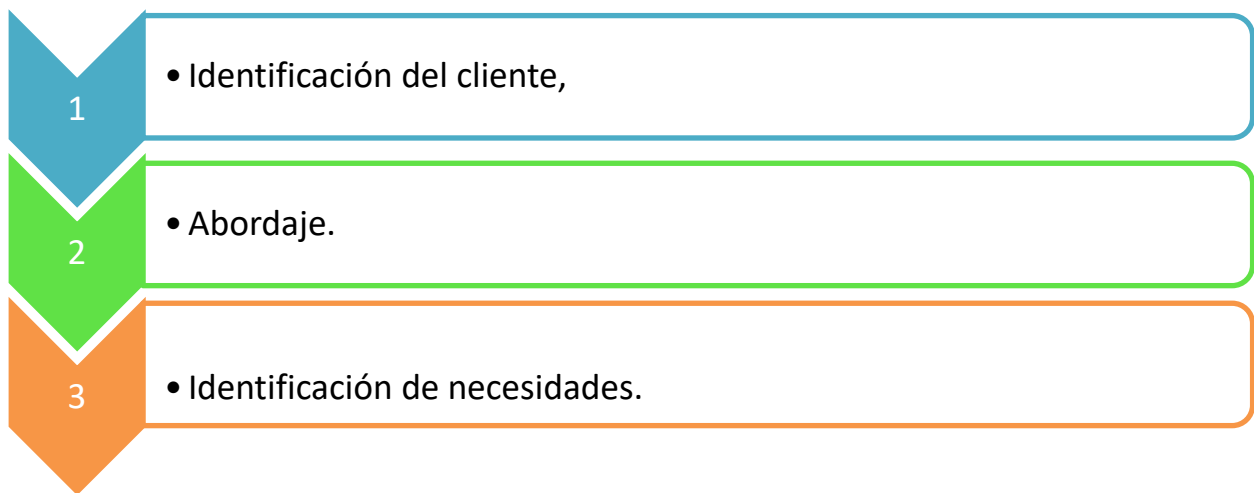 1
• Identificación del cliente,
2
• Abordaje.
3
• Identificación de necesidades.